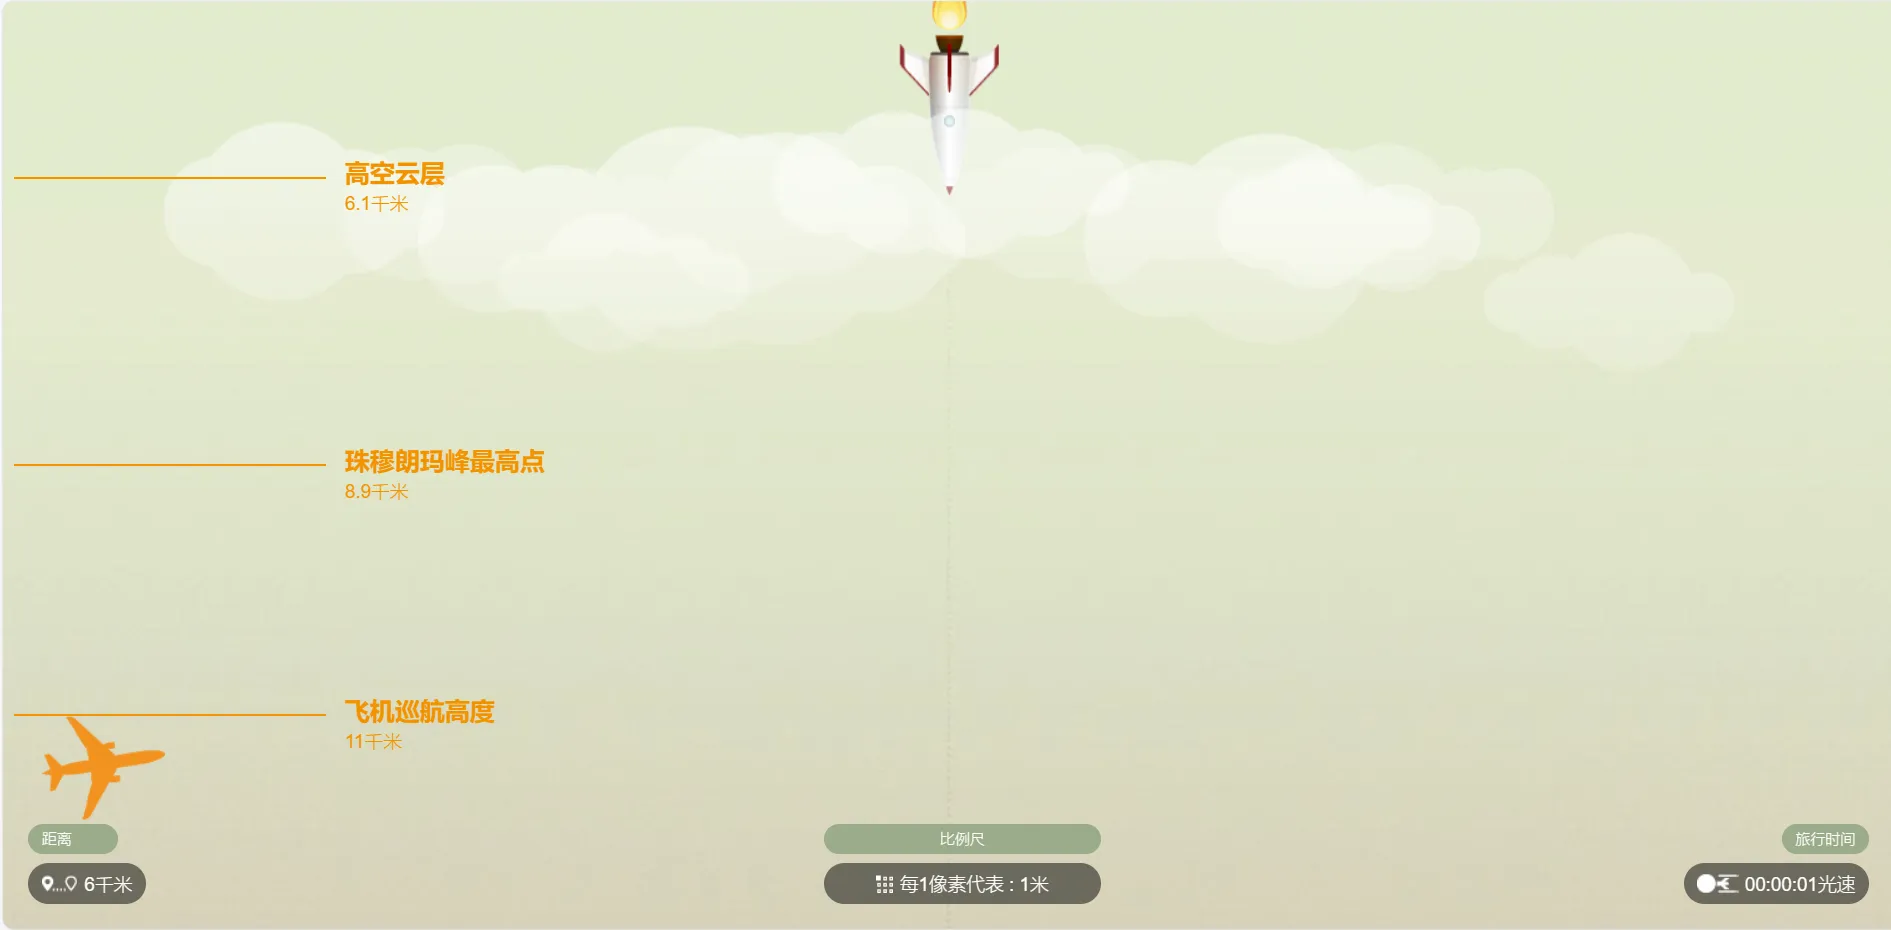 高空云层
6.1千米
珠穆朗玛峰最高点
8.9千米
飞机巡航高度
11千米
距离
6千米
比例尺
每1像素代表 : 1米
旅行时间
00:00:01光速